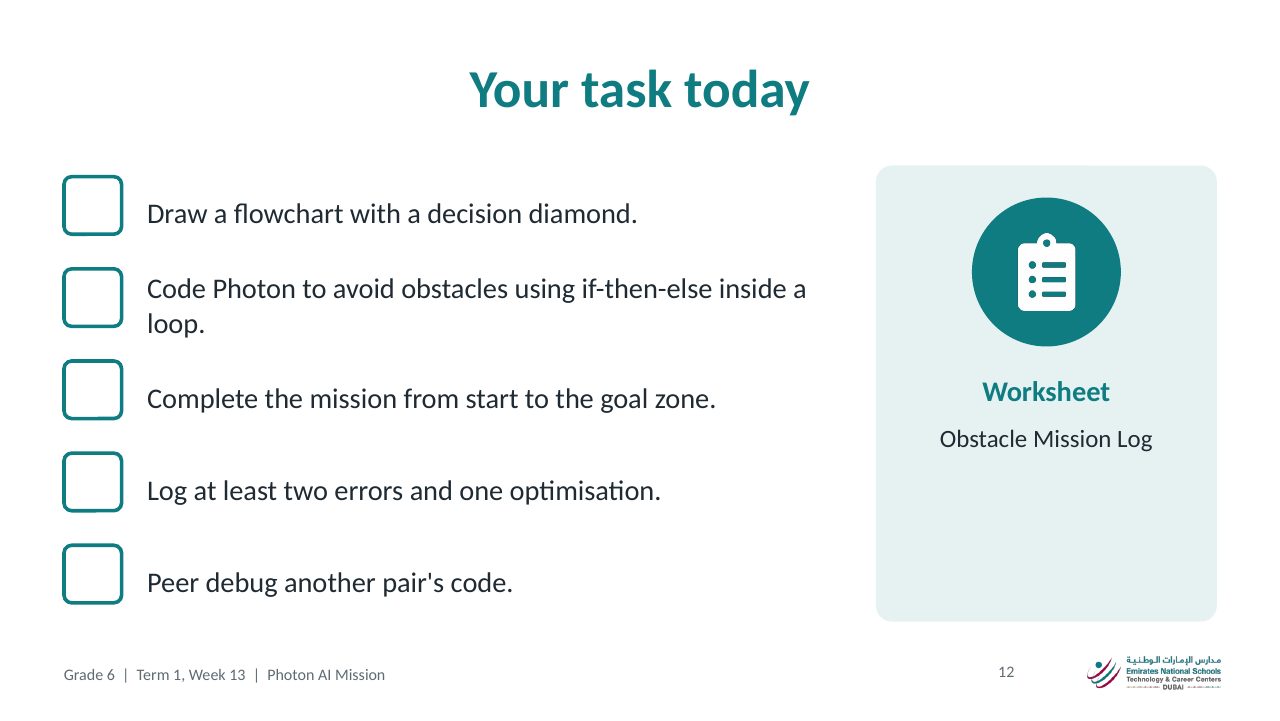 Your task today
Draw a flowchart with a decision diamond.
Code Photon to avoid obstacles using if-then-else inside a
loop.
Complete the mission from start to the goal zone.
Log at least two errors and one optimisation.
Peer debug another pair's code.
Worksheet
Obstacle Mission Log
Grade 6 | Term 1, Week 13 | Photon AI Mission
12
مدارس الإمارات الوطنية
Emirates National Schools
Technology & Career Centers
DUBAI